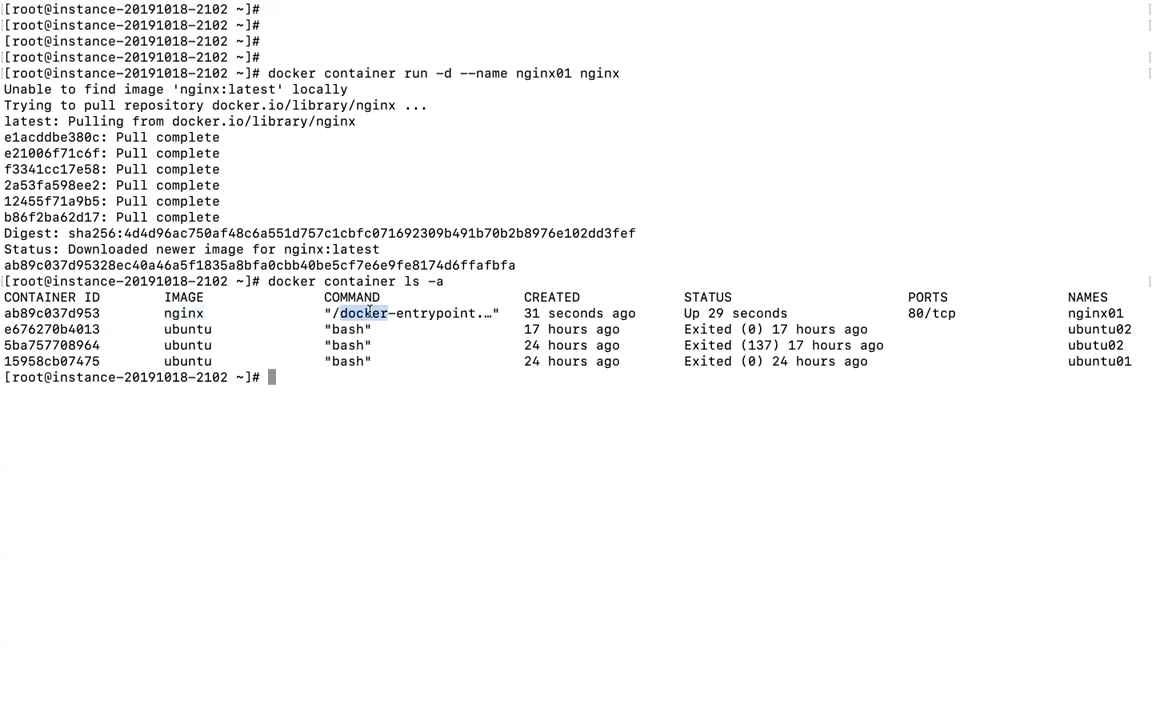 [root@instance-20191018-2102 ~]#
[root@instance-20191018-2102 ~]#
[root@instance-20191018-2102 ~]#
[root@instance-20191018-2102 ~]#
[root@instance-20191018-2102 ~]# docker container run -d --name nginx01 nginx
Unable to find image 'nginx:latest' locally
Trying to pull repository docker.io/library/nginx ...
latest: Pulling from docker.io/library/nginx
e1acddbe380c: Pull complete
e21006f71c6f: Pull complete
f3341cc17e58: Pull complete
2a53fa598ee2: Pull complete
12455f71a9b5: Pull complete
b86f2ba62d17: Pull complete
Digest: sha256:4d4d96ac750af48c6a551d757c1cbfc071692309b491b70b2b8976e102dd3fef
Status: Downloaded newer image for nginx:latest
ab89c037d95328ec40a46a5f1835a8bfa0cbb40be5cf7e6e9fe8174d6ffafbfa
[root@instance-20191018-2102 ~]# docker container ls -a
CONTAINER ID IMAGE COMMAND CREATED STATUS PORTS NAMES
ab89c037d953 nginx "/docker-entrypoint.…" 31 seconds ago Up 29 seconds 80/tcp nginx01
e676270b4013 ubuntu "bash" 17 hours ago Exited (0) 17 hours ago ubuntu02
5ba757708964 ubuntu "bash" 24 hours ago Exited (137) 17 hours ago ubutu02
15958cb07475 ubuntu "bash" 24 hours ago Exited (0) 24 hours ago ubuntu01
[root@instance-20191018-2102 ~]#